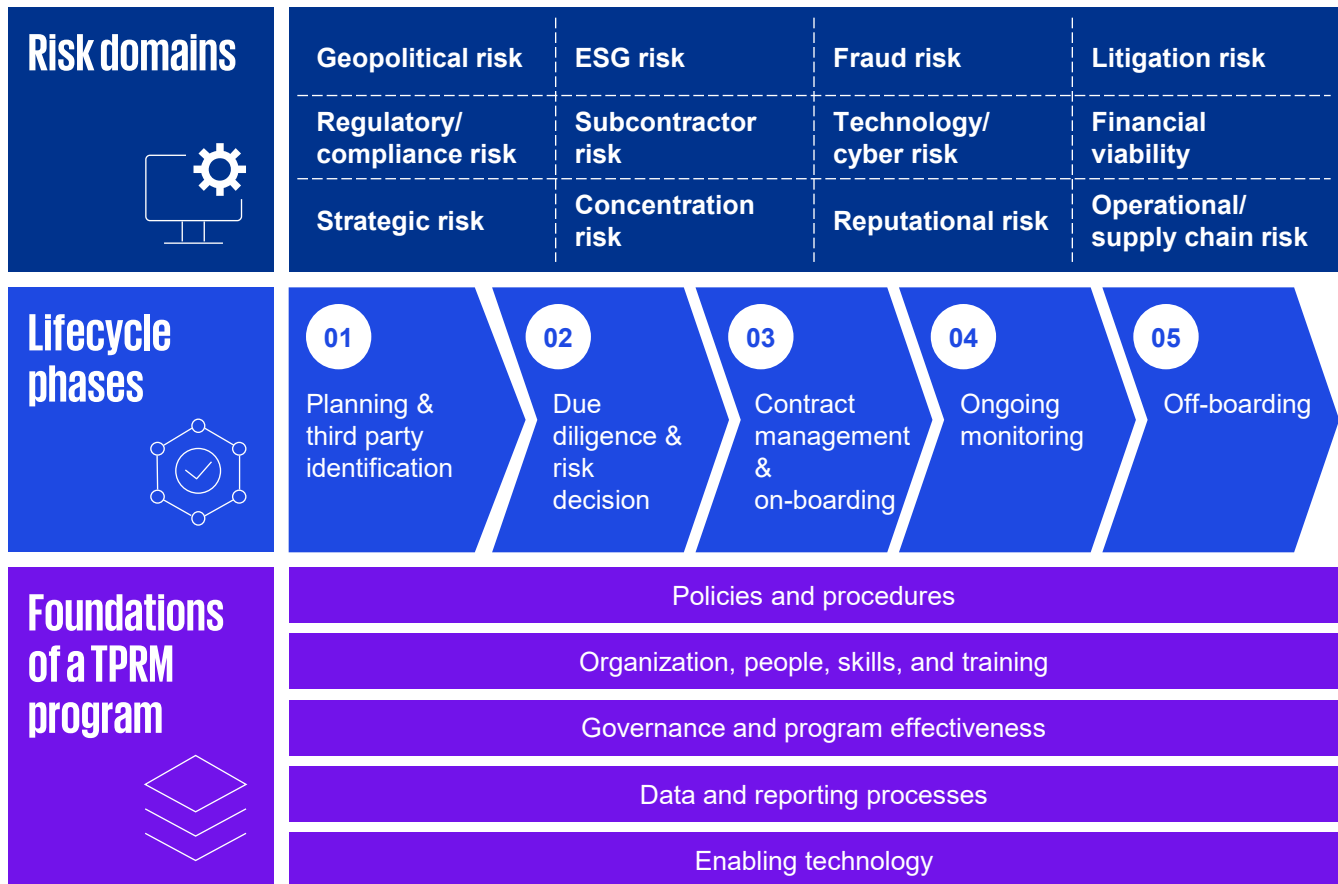 Risk domains
Geopolitical risk
ESG risk
Fraud risk
Litigation risk
Regulatory/
compliance risk
Subcontractor
risk
Technology/
cyber risk
Financial
viability
Strategic risk
Concentration
risk
Reputational risk
Operational/
supply chain risk
Lifecycle
phases
01
Planning &
third party
identification
02
Due
diligence &
risk
decision
03
Contract
management
&
on-boarding
04
Ongoing
monitoring
05
Off-boarding
Foundations
of a TPRM
program
Policies and procedures
Organization, people, skills, and training
Governance and program effectiveness
Data and reporting processes
Enabling technology